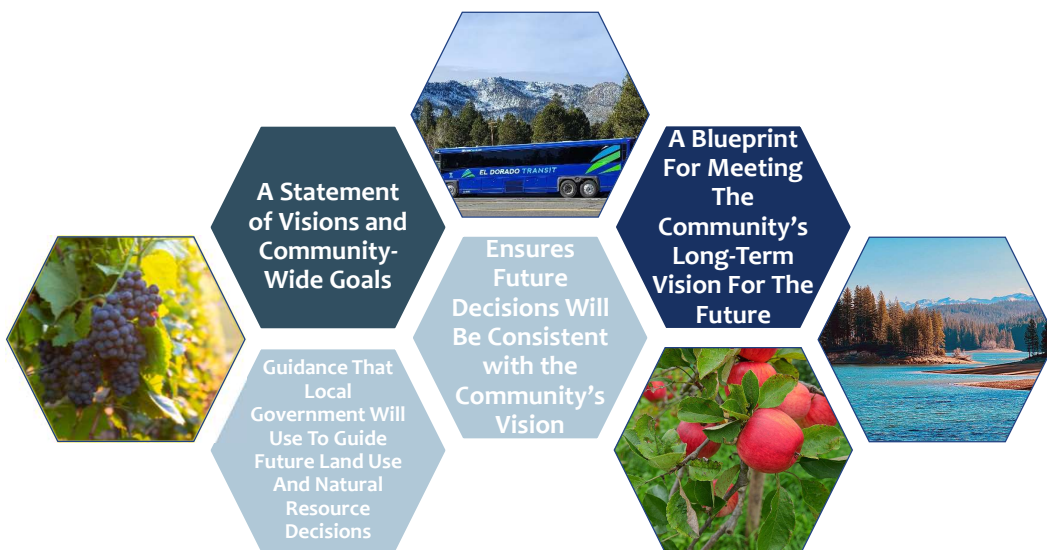 EL DORADO TRANSIT
A Statement
of Visions and
Community-
Wide Goals
A Blueprint
For Meeting
The
Community's
Long-Term
Vision For The
Future
Ensures
Future
Decisions Will
Be Consistent
with the
Community's
Vision
Guidance That
Local
Government Will
Use To Guide
Future Land Use
And Natural
Resource
Decisions